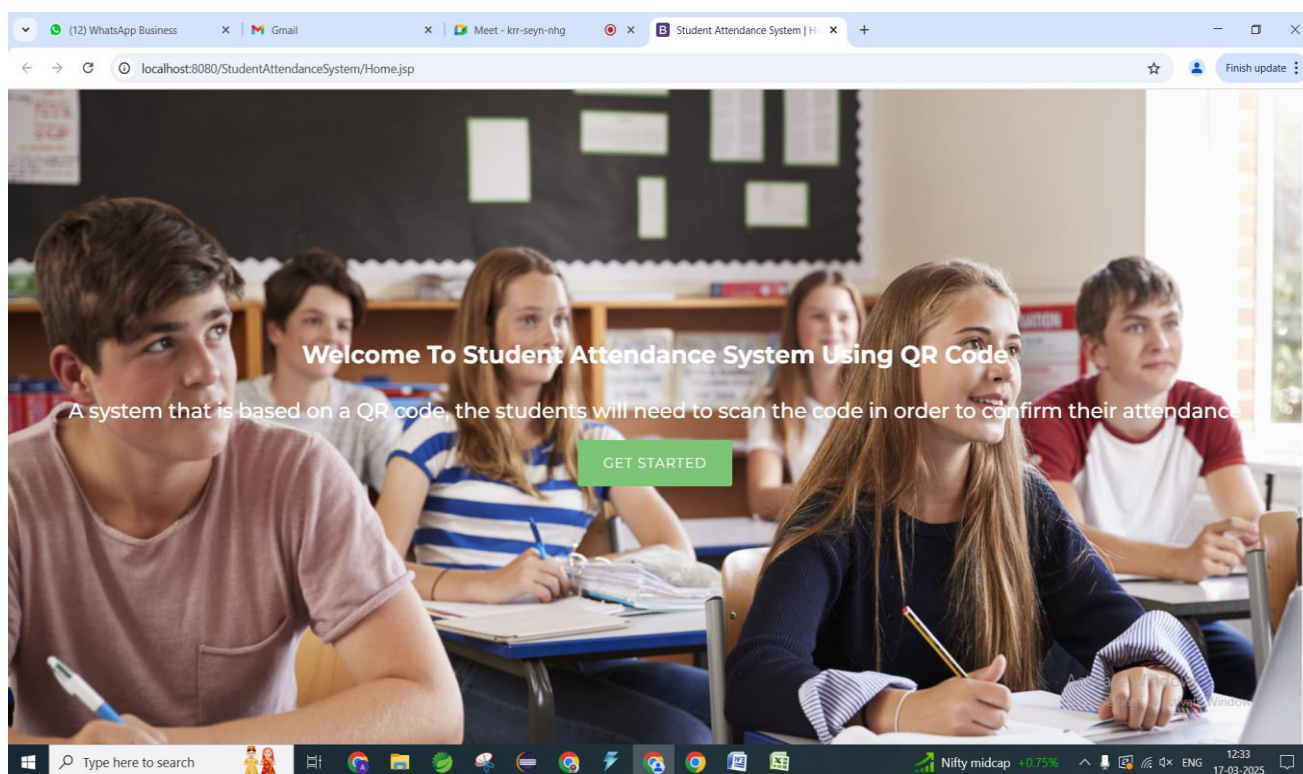 (12) WhatsApp Business
Gmail
Meet - krr-seyn-nhg
Student Attendance System | H
localhost:8080/StudentAttendanceSystem/Home.jsp
Finish update
Welcome To Student Attendance System Using QR Code
A system that is based on a QR code, the students will need to scan the code in order to confirm their attendance
GET STARTED
Type here to search
Nifty midcap +0.75%
ENG
12:33
17-03-2025